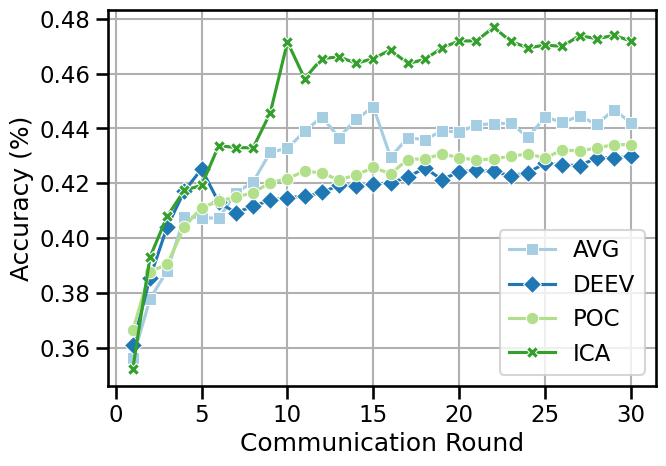 Accuracy (%)
0.48
0.46
0.44
0.42
0.40
0.38
0.36
AVG
DEEV
POC
ICA
0 5 10 15 20 25 30
Communication Round